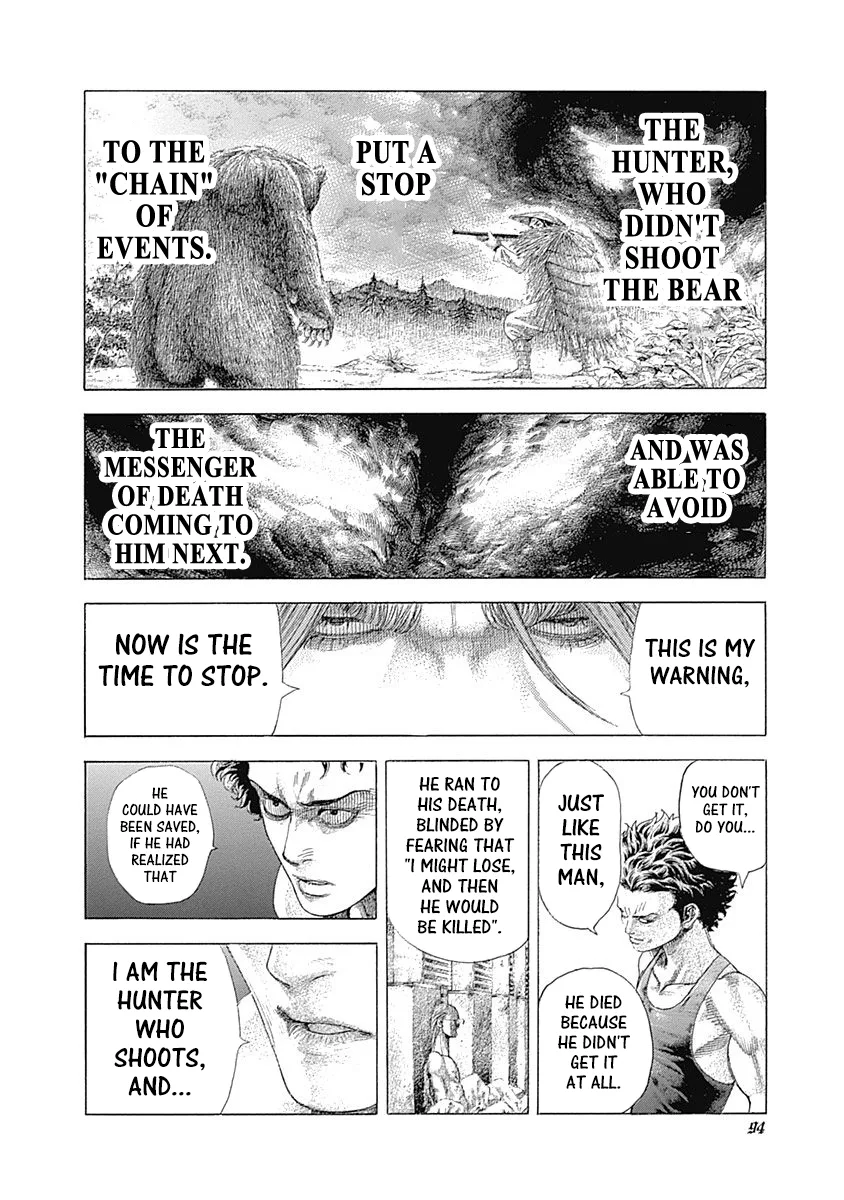 THE
HUNTER,
WHO
DIDN'T
SHOOT
THE BEAR
PUT A
STOP
TO THE
"CHAIN"
OF
EVENTS.
AND WAS
ABLE TO
AVOID
THE
MESSENGER
OF DEATH
COMING TO
HIM NEXT.
THIS IS MY
WARNING,
NOW IS THE
TIME TO STOP.
YOU DON'T
GET IT,
DO YOU...
JUST
LIKE
THIS
MAN,
HE DIED
BECAUSE
HE DIDN'T
GET IT
AT ALL.
HE RAN TO
HIS DEATH,
BLINDED BY
FEARING THAT
"I MIGHT LOSE,
AND THEN
HE WOULD
BE KILLED".
HE
COULD HAVE
BEEN SAVED,
IF HE HAD
REALIZED
THAT
I AM THE
HUNTER
WHO
SHOOTS,
AND...
94